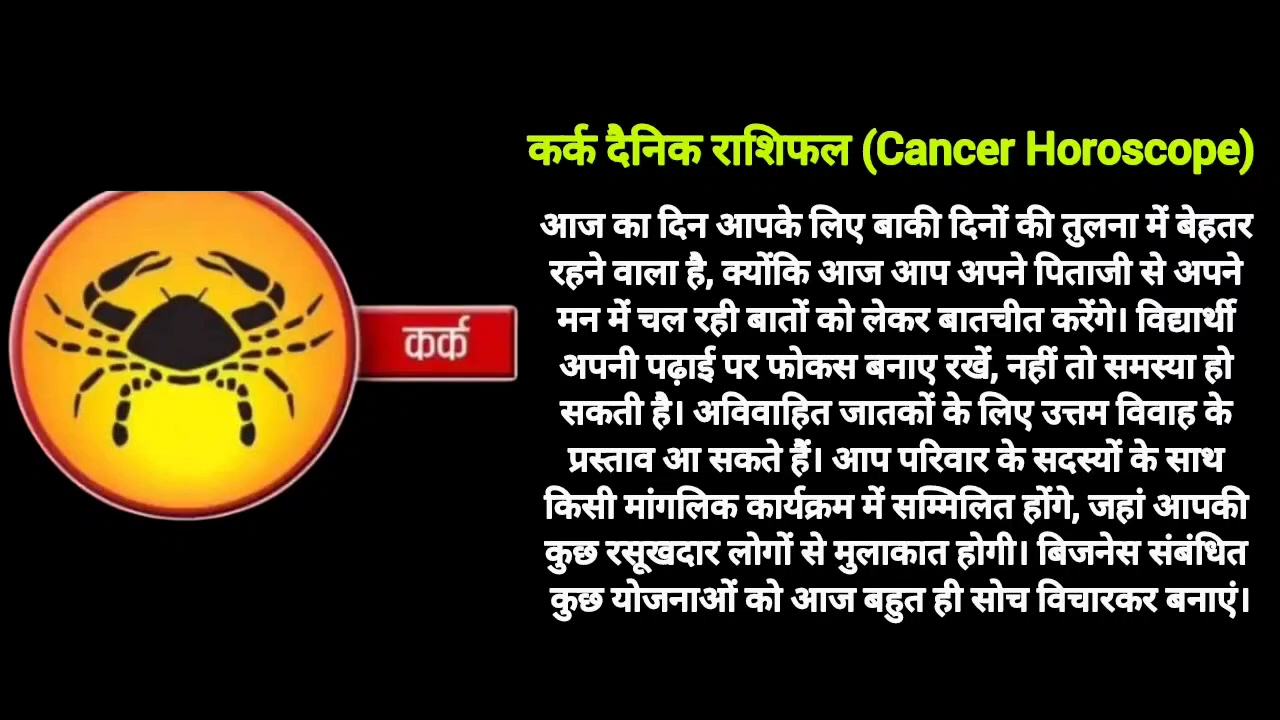 कर्क दैनिक राशिफल (Cancer Horoscope)
कर्क
आज का दिन आपके लिए बाकी दिनों की तुलना में बेहतर
रहने वाला है, क्योंकि आज आप अपने पिताजी से अपने
मन में चल रही बातों को लेकर बातचीत करेंगे। विद्यार्थी
अपनी पढ़ाई पर फोकस बनाए रखें, नहीं तो समस्या हो
सकती है। अविवाहित जातकों के लिए उत्तम विवाह के
प्रस्ताव आ सकते हैं। आप परिवार के सदस्यों के साथ
किसी मांगलिक कार्यक्रम में सम्मिलित होंगे, जहां आपकी
कुछ रसूखदार लोगों से मुलाकात होगी। बिजनेस संबंधित
कुछ योजनाओं को आज बहुत ही सोच विचारकर बनाएं।